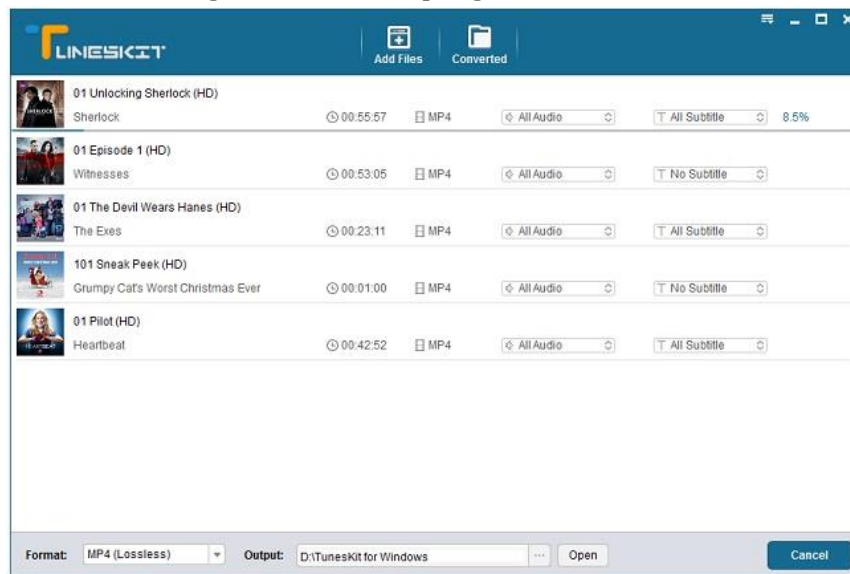 TUNESKIT
Add Files
Converted
01 Unlocking Sherlock (HD)
Sherlock 00:55:57 MP4 All Audio T All Subtitle 8.5%
01 Episode 1 (HD)
Witnesses 00:53:05 MP4 All Audio T No Subtitle
01 The Devil Wears Hanes (HD)
The Exes 00:23:11 MP4 All Audio T All Subtitle
101 Sneak Peek (HD)
Grumpy Cat's Worst Christmas Ever 00:01:00 MP4 All Audio T No Subtitle
01 Pilot (HD)
Heartbeat 00:42:52 MP4 All Audio T All Subtitle
Format: MP4 (Lossless) Output: D:\TunesKit for Windows ... Open Cancel